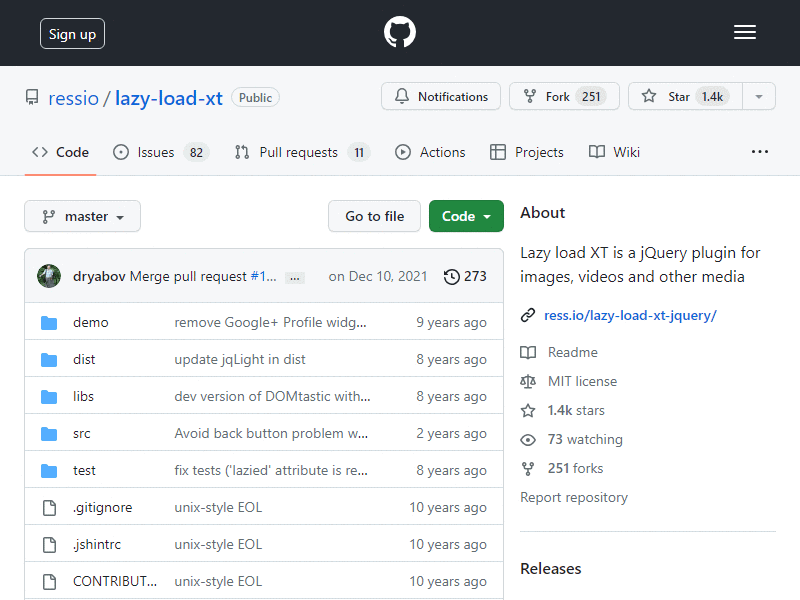 Sign up
ressio / lazy-load-xt Public
Notifications Fork 251 Star 1.4k
Code Issues 82 Pull requests 11 Actions Projects Wiki ...
master Go to file Code
dryabov Merge pull request #1... ... on Dec 10, 2021 273
demo remove Google+ Profile widg... 9 years ago
dist update jqLight in dist 8 years ago
libs dev version of DOMtastic with... 8 years ago
src Avoid back button problem w... 2 years ago
test fix tests ('lazied' attribute is re... 8 years ago
.gitignore unix-style EOL 10 years ago
.jshintrc unix-style EOL 10 years ago
CONTRIBUT... unix-style EOL 10 years ago
About
Lazy load XT is a jQuery plugin for
images, videos and other media
ress.io/lazy-load-xt-jquery/
Readme
MIT license
1.4k stars
73 watching
251 forks
Report repository
Releases